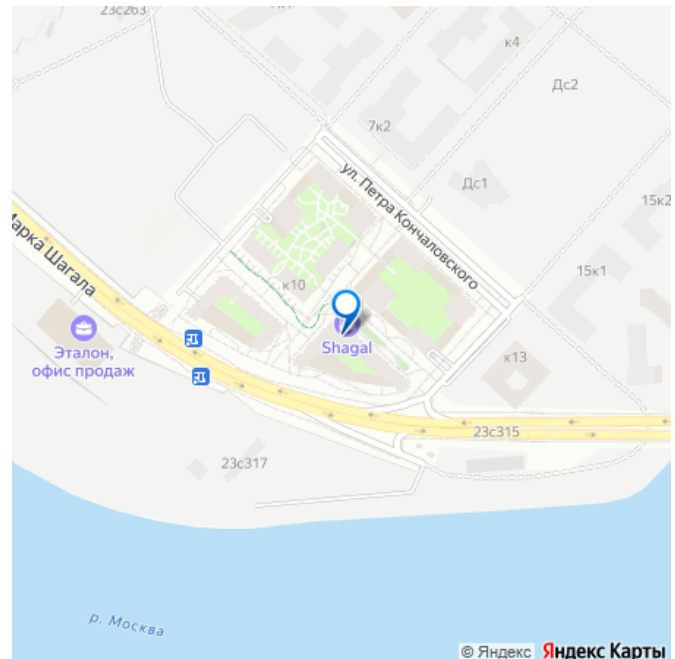 23с263
7к1
к4
Дс2
7к2
ул. Петра Кончаловского
Дс1
15к2
Марка Шагала
15к1
к10
Эталон,
офис продаж
Shagal
к13
23с315
23с317
р. Москва
© Яндекс Яндекс Карты